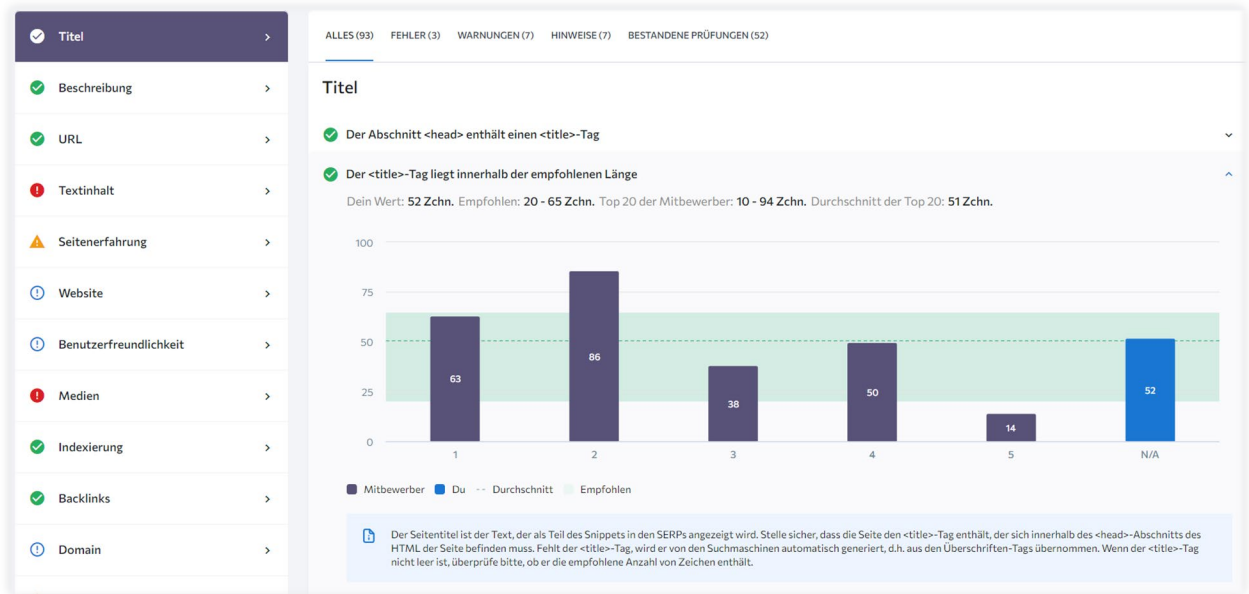 Titel
Beschreibung
URL
Textinhalt
Seitenerfahrung
Website
Benutzerfreundlichkeit
Medien
Indexierung
Backlinks
Domain
ALLES (93) FEHLER (3) WARNUNGEN (7) HINWEISE (7) BESTANDENE PRÜFUNGEN (52)
Titel
Der Abschnitt <head> enthält einen <title>-Tag
Der <title>-Tag liegt innerhalb der empfohlenen Länge
Dein Wert: 52 Zchn. Empfohlen: 20 - 65 Zchn. Top 20 der Mitbewerber: 10 - 94 Zchn. Durchschnitt der Top 20: 51 Zchn.
100
75
50
25
0
63
86
38
50
14
52
1 2 3 4 5 N/A
Mitbewerber Du -- Durchschnitt Empfohlen
Der Seitentitel ist der Text, der als Teil des Snippets in den SERPs angezeigt wird. Stelle sicher, dass die Seite den <title>-Tag enthält, der sich innerhalb des <head>-Abschnitts des
HTML der Seite befinden muss. Fehlt der <title>-Tag, wird er von den Suchmaschinen automatisch generiert, d.h. aus den Überschriften-Tags übernommen. Wenn der <title>-Tag
nicht leer ist, überprüfe bitte, ob er die empfohlene Anzahl von Zeichen enthält.